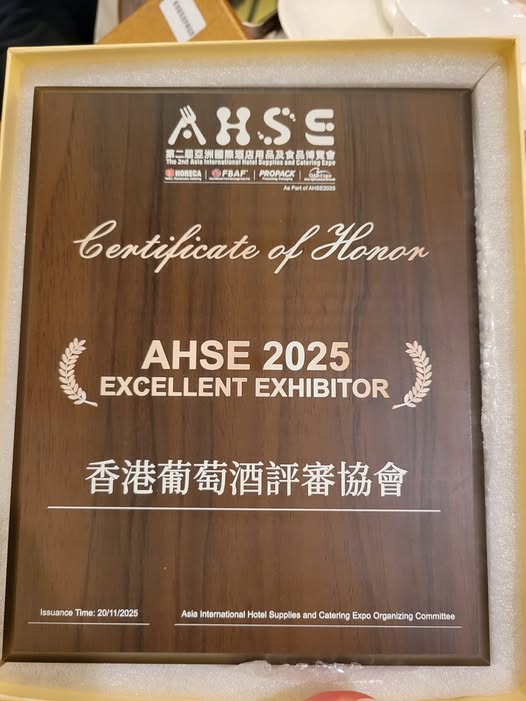 AHSE
第二屆亞洲國際酒店用品及食品博覽會
The 2nd Asia International Hotel Supplies and Catering Expo
HORECA FBAF PROPACK
As Part of AHSE2025
Certificate of Honor
AHSE 2025
EXCELLENT EXHIBITOR
香港葡萄酒評審協會
Issuance Time: 20/11/2025
Asia International Hotel Supplies and Catering Expo Organizing Committee